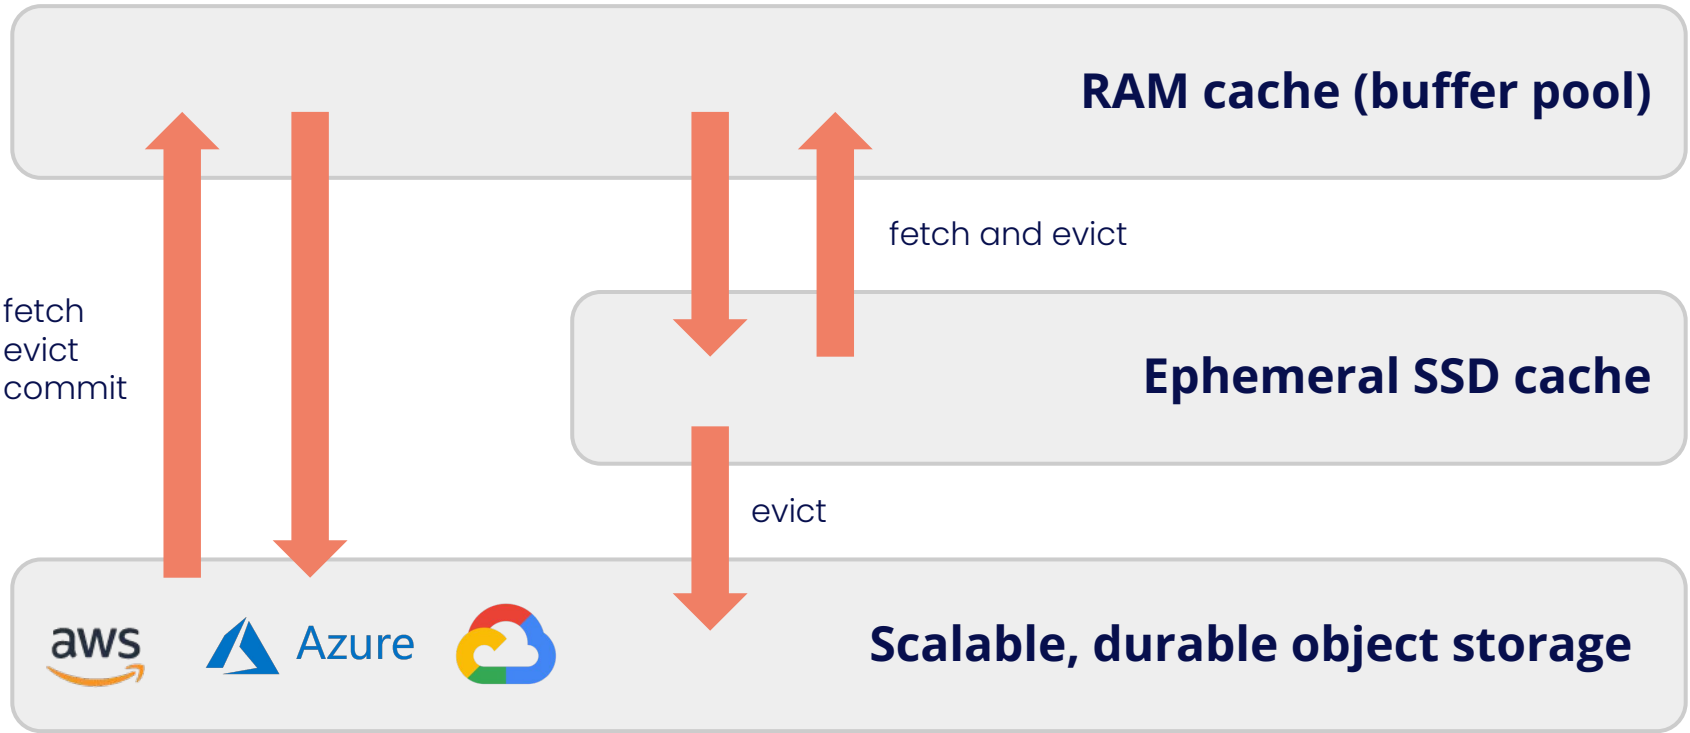 RAM cache (buffer pool)
fetch and evict
fetch
evict
commit
Ephemeral SSD cache
evict
aws
Azure
Scalable, durable object storage